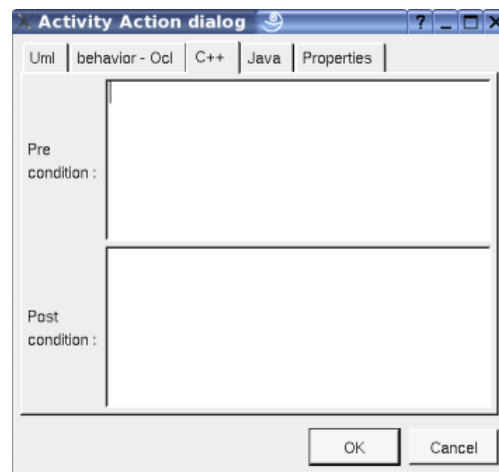 Activity Action dialog
Uml behavior - Ocl C++ Java Properties
Pre
condition :
Post
condition :
OK Cancel